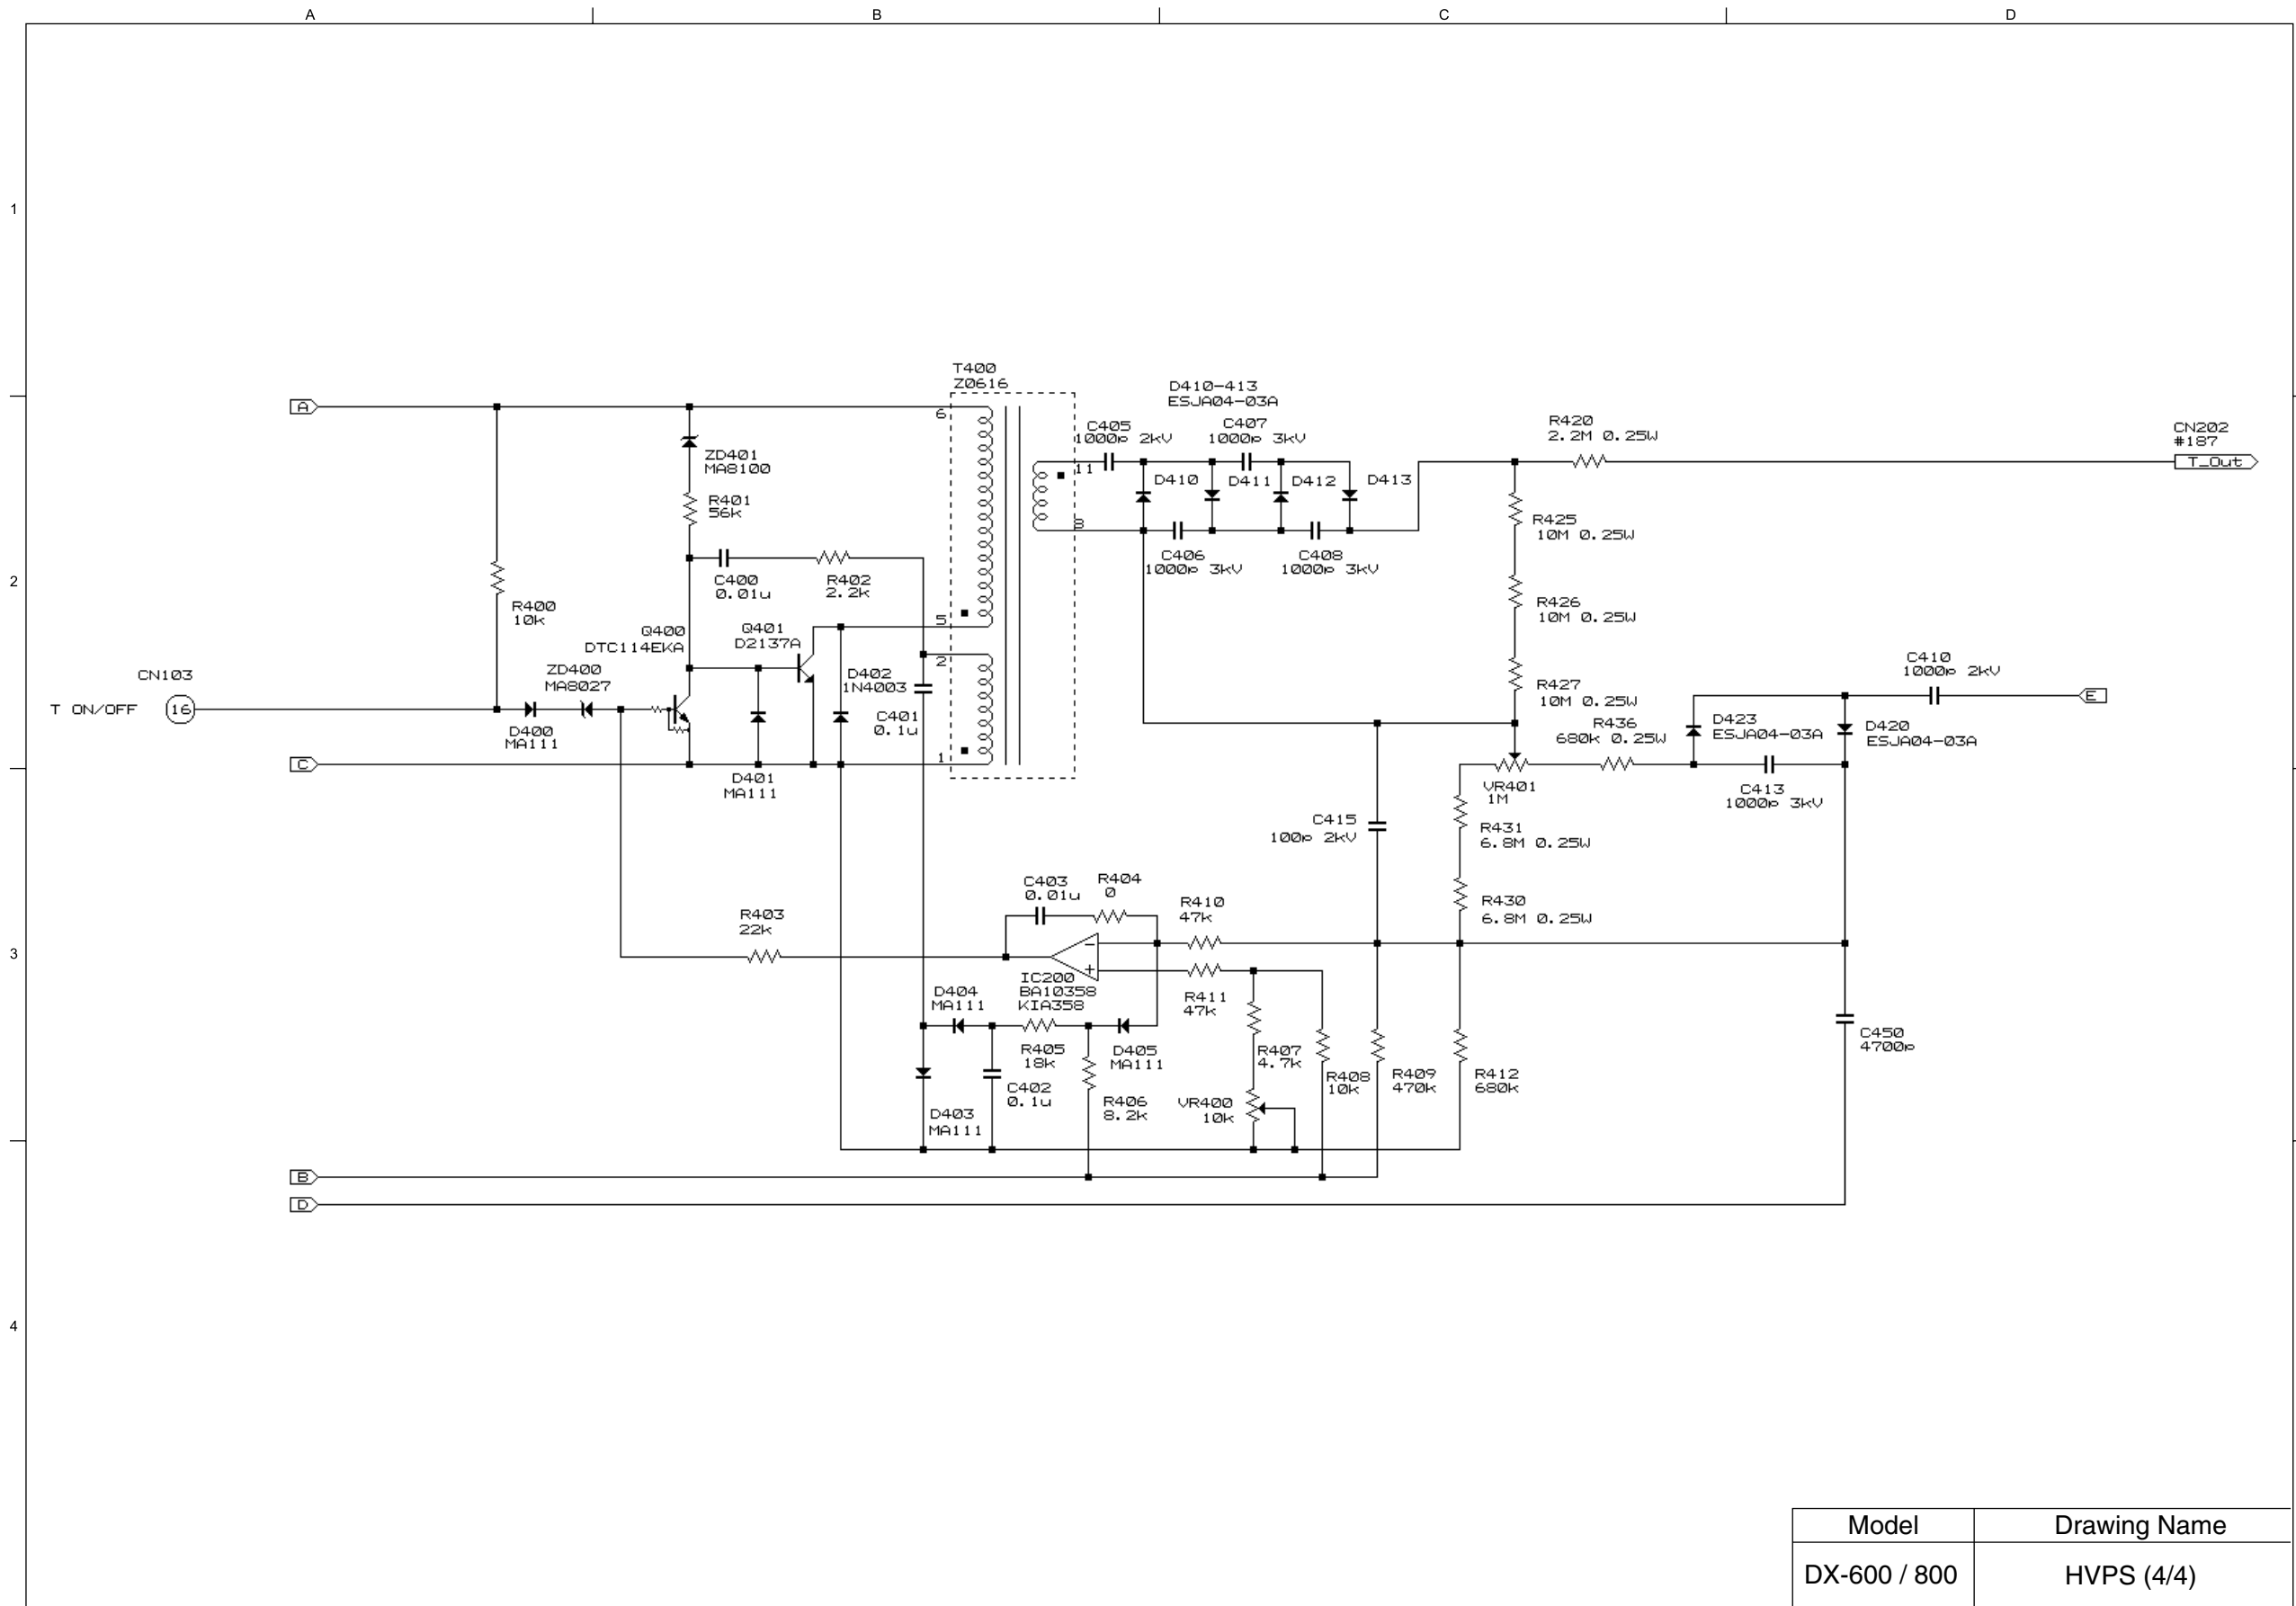 A
B
C
D
1
2
3
4
T400
Z0616
D410-413
ESJA04-03A
A
6
C405
1000p 2kV
C407
1000p 3kV
R420
2.2M 0.25W
CN202
#187
T_Out
ZD401
MA8100
11
D410
D411
D412
D413
R401
56k
8
R425
10M 0.25W
C406
1000p 3kV
C408
1000p 3kV
C400
0.01u
R402
2.2k
R400
10k
R426
10M 0.25W
5
Q400
DTC114EKA
Q401
D2137A
2
CN103
ZD400
MA8027
D402
1N4003
C410
1000p 2kV
R427
10M 0.25W
E
T ON/OFF
16
D400
MA111
C401
0.1u
R436
680k 0.25W
D423
ESJA04-03A
D420
ESJA04-03A
C
1
D401
MA111
VR401
1M
C413
1000p 3kV
C415
100p 2kV
R431
6.8M 0.25W
C403
0.01u
R404
0
R410
47k
R403
22k
R430
6.8M 0.25W
-
+
IC200
BA10358
KIA358
D404
MA111
R411
47k
R405
18k
D405
MA111
R407
4.7k
C450
4700p
C402
0.1u
R408
10k
R409
470k
R412
680k
D403
MA111
R406
8.2k
VR400
10k
B
D
Model
Drawing Name
DX-600 / 800
HVPS (4/4)